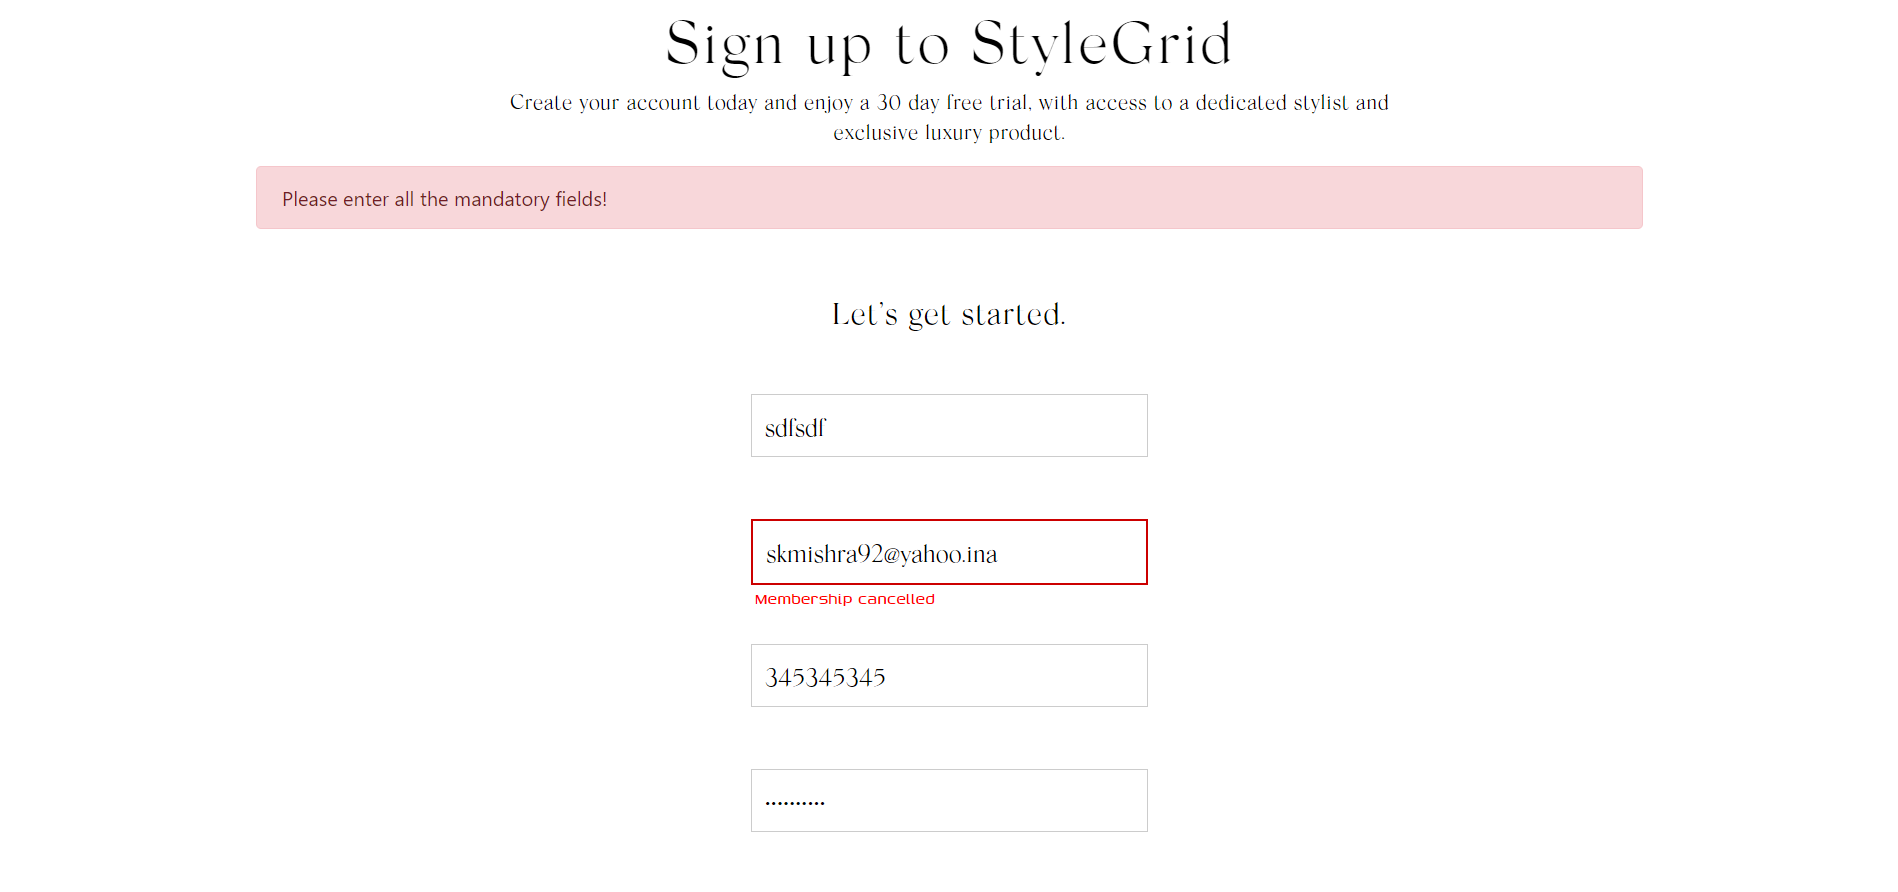 Sign up to StyleGrid
Create your account today and enjoy a 30 day free trial, with access to a dedicated stylist and
exclusive luxury product.
Please enter all the mandatory fields!
Let's get started.
sdfsdf
skmishra92@yahoo.ina
Membership cancelled
345345345
••••••••••